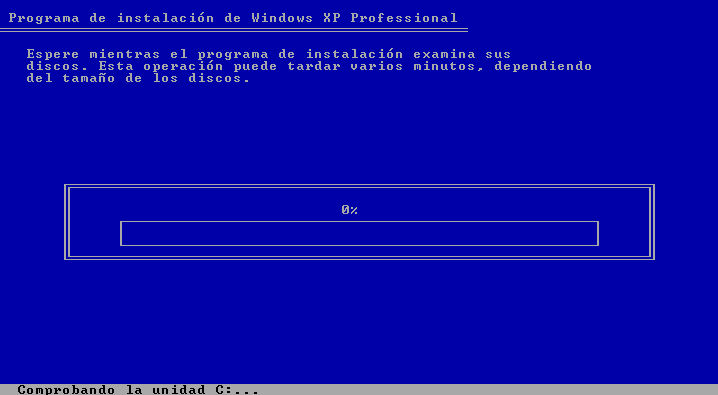 Programa de instalación de Windows XP Professional
Espere mientras el programa de instalación examina sus
discos. Esta operación puede tardar varios minutos, dependiendo
del tamaño de los discos.
0%
Comprobando la unidad C:...